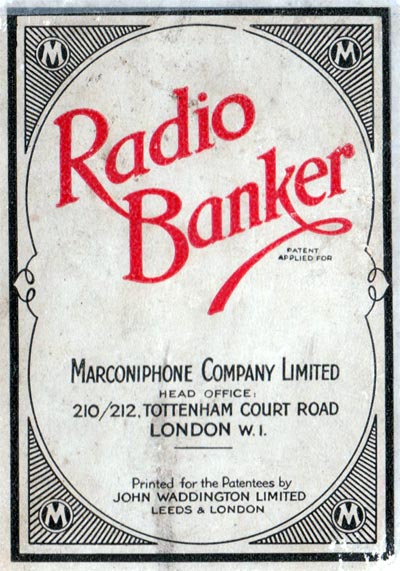 M M
Radio
Banker
PATENT
APPLIED FOR
MARCONIPHONE COMPANY LIMITED
HEAD OFFICE:
210/212, TOTTENHAM COURT ROAD
LONDON W.1.
Printed for the Patentees by
JOHN WADDINGTON LIMITED
LEEDS & LONDON
M M